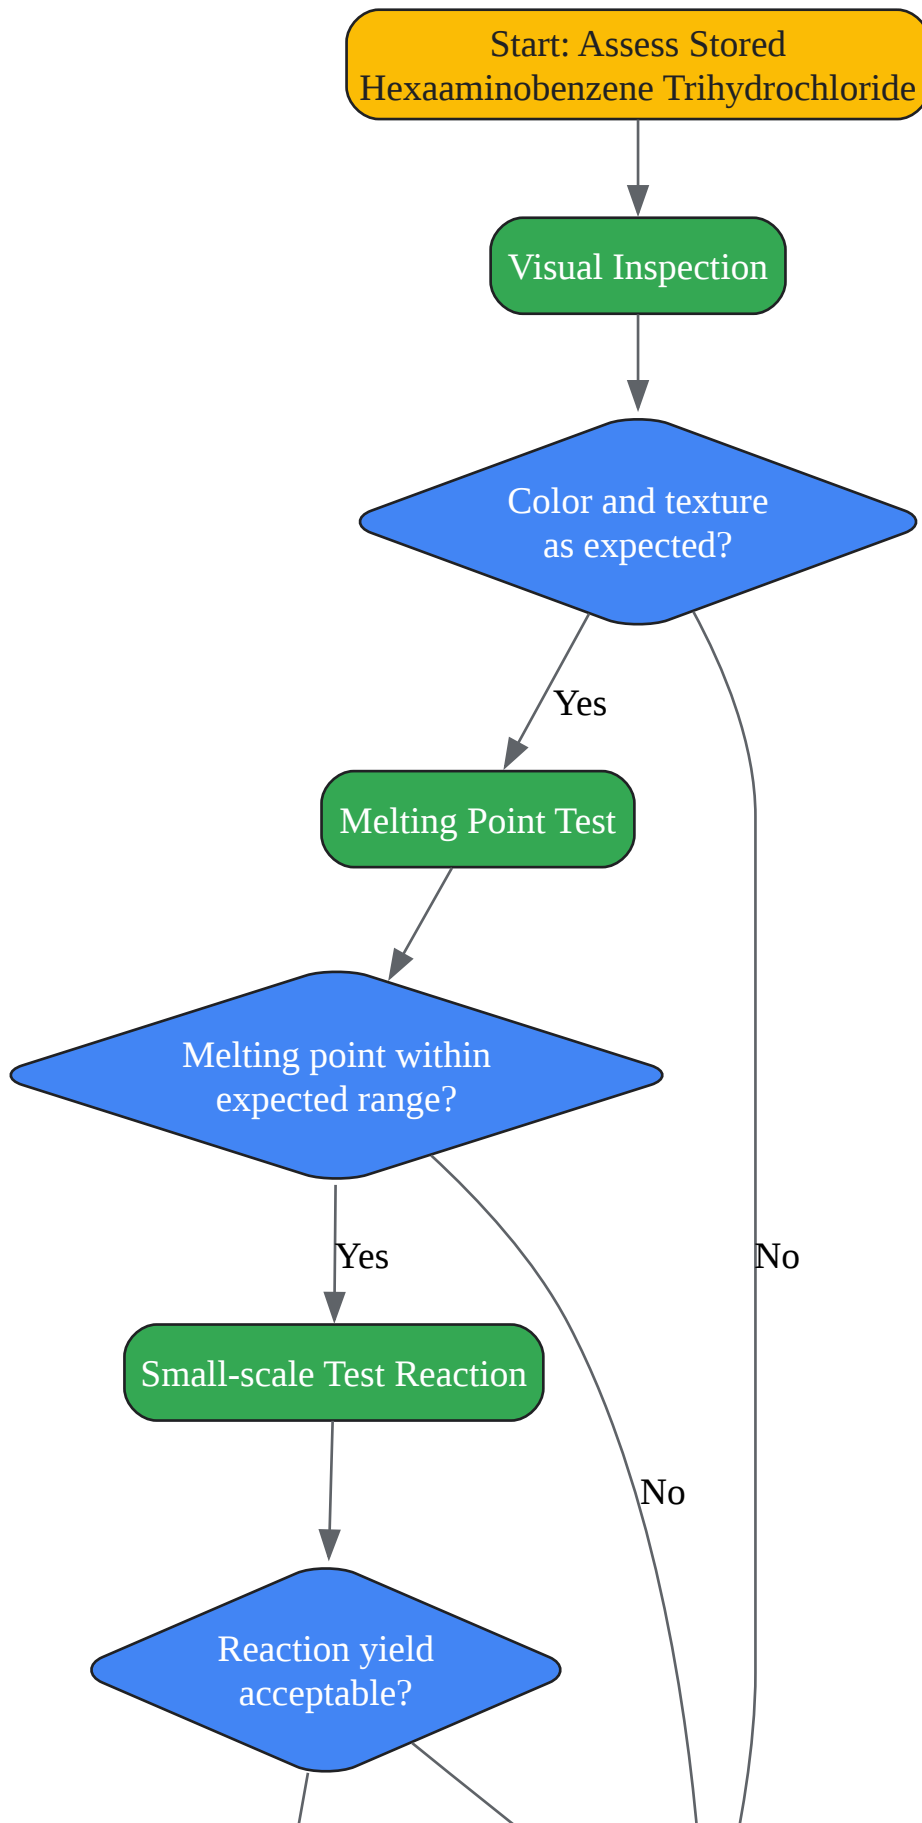 Start: Assess Stored
Hexaaminobenzene Trihydrochloride
Visual Inspection
Color and texture
as expected?
Yes
Melting Point Test
Melting point within
expected range?
Yes
No
Small-scale Test Reaction
No
Reaction yield
acceptable?